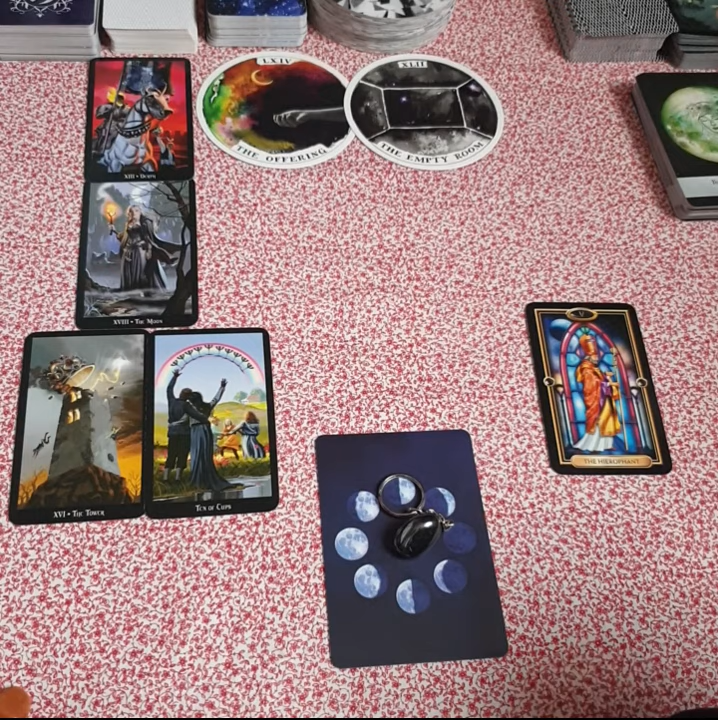 LXIV
THE OFFERING
XLII
THE EMPTY ROOM
XIII • DEATH
XVIII • THE MOON
XVI • THE TOWER
TEN OF CUPS
V
THE HIEROPHANT